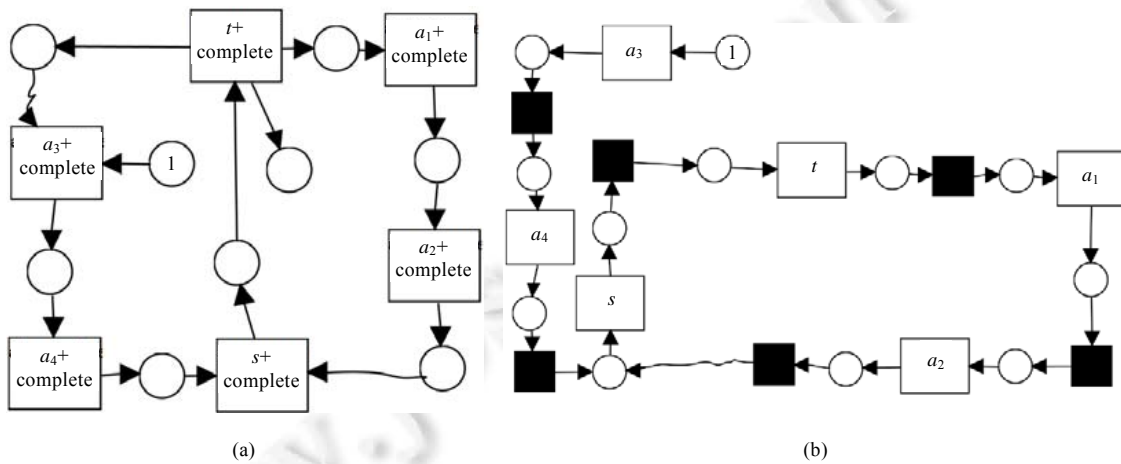 t+
complete
a₁+
complete
a₃+
complete
1
a₂+
complete
a₄+
complete
s+
complete
(a)
a₃
1
t
a₁
a₄
s
a₂
(b)